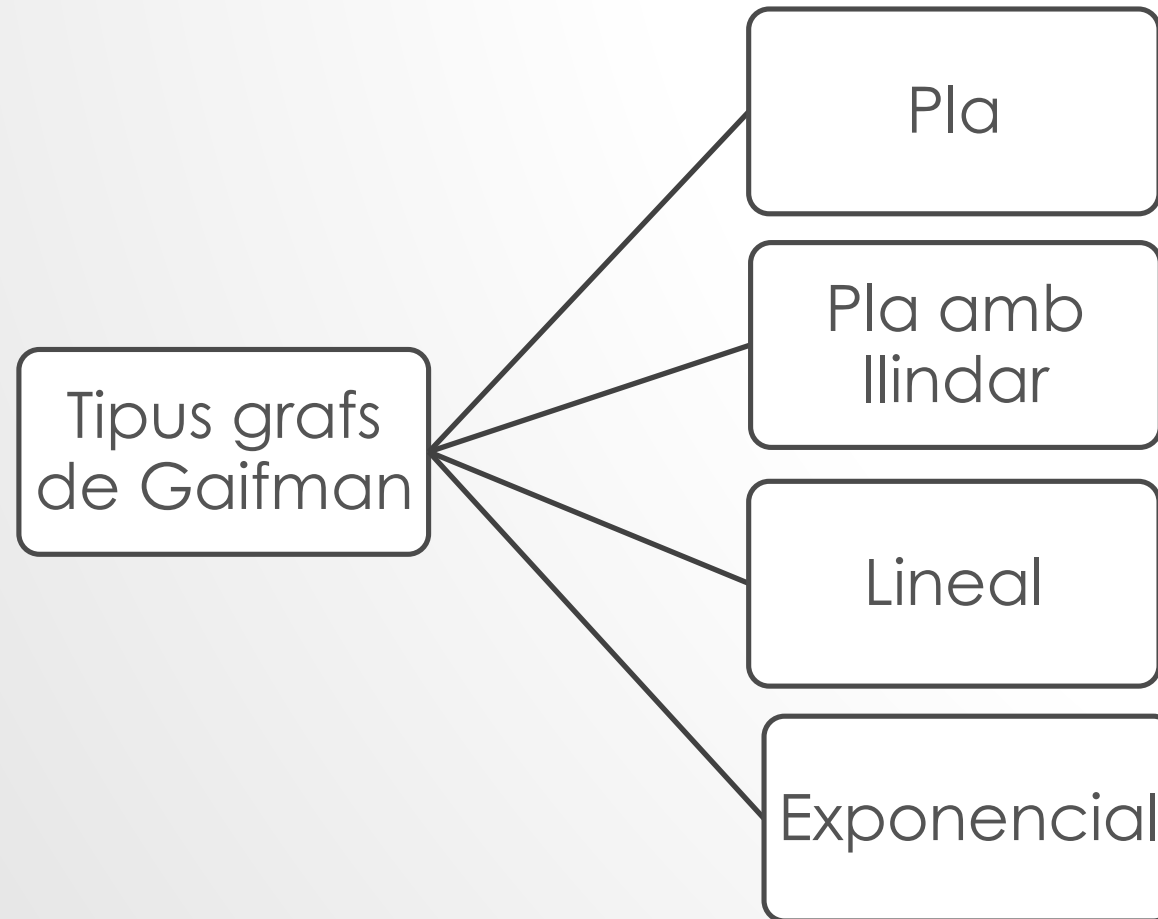 Tipus grafs
de Gaifman
Pla
Pla amb
llindar
Lineal
Exponencial